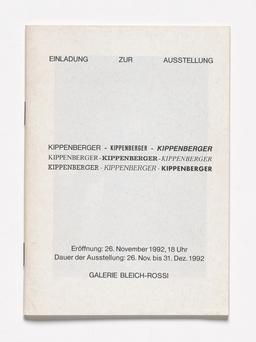 EINLADUNG ZUR AUSSTELLUNG
KIPPENBERGER - KIPPENBERGER - KIPPENBERGER
KIPPENBERGER - KIPPENBERGER - KIPPENBERGER
KIPPENBERGER - KIPPENBERGER - KIPPENBERGER
Eröffnung: 26. November 1992, 18 Uhr
Dauer der Ausstellung: 26. Nov. bis 31. Dez. 1992
GALERIE BLEICH-ROSSI